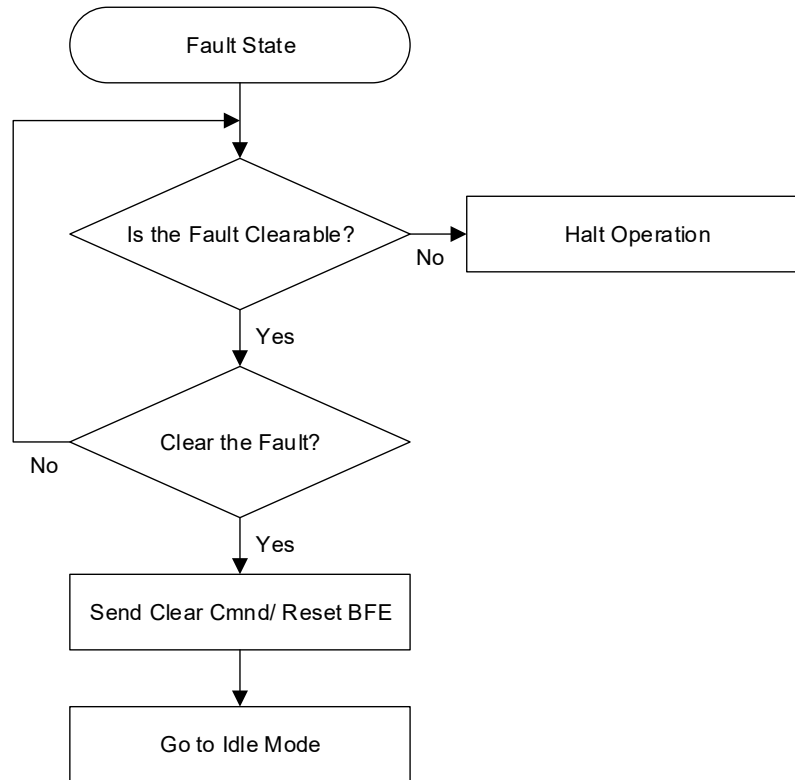 Fault State
Is the Fault Clearable?
Halt Operation
No
Yes
Clear the Fault?
No
Yes
Send Clear Cmnd/ Reset BFE
Go to Idle Mode